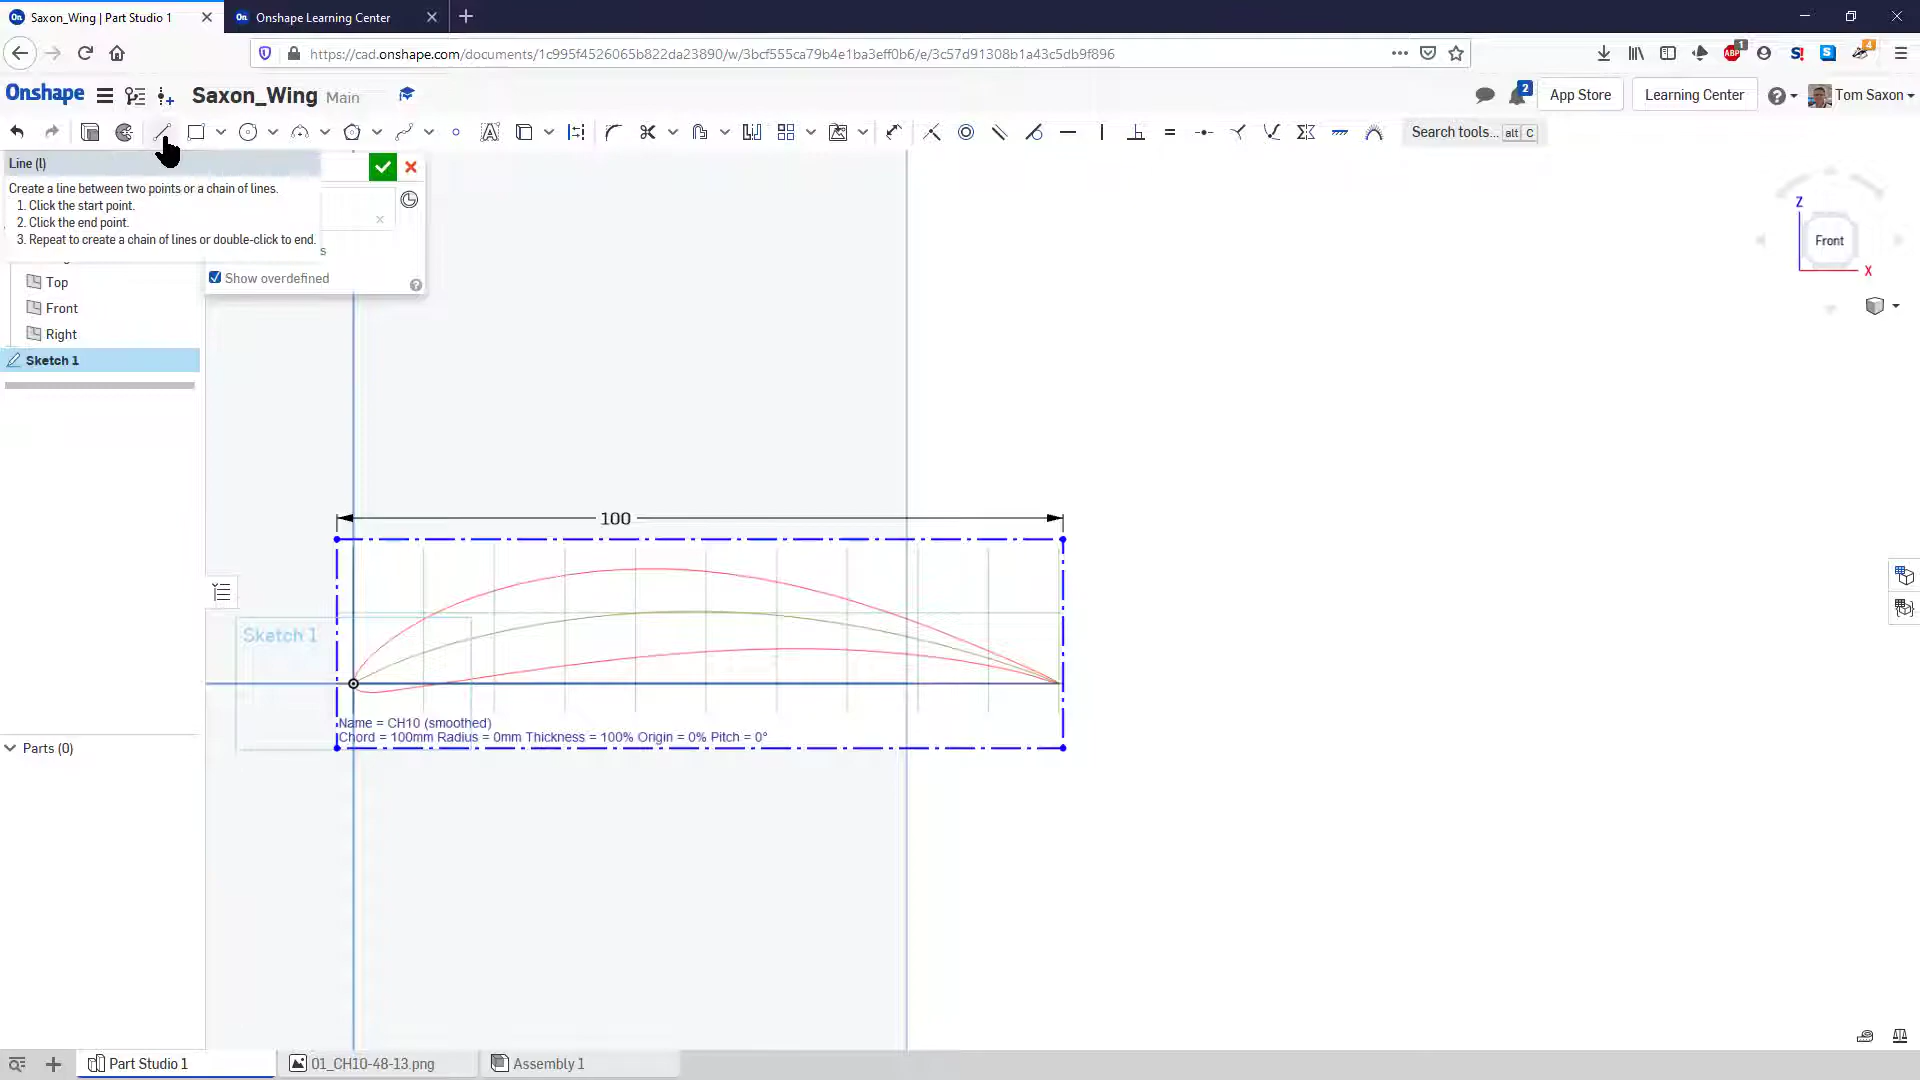 Saxon_Wing | Part Studio 1
Onshape Learning Center
https://cad.onshape.com/documents/1c995f4526065b822da23890/w/3bcf555ca79b4e1ba3eff0b6/e/3c57d91308b1a43c5db9f896
1
4
Onshape
Saxon_Wing Main
2
App Store
Learning Center
Tom Saxon
Search tools... alt C
Line (l)
Create a line between two points or a chain of lines.
1. Click the start point.
2. Click the end point.
3. Repeat to create a chain of lines or double-click to end.
s
Show overdefined
Top
Front
Right
Sketch 1
Z
Front
X
100
Sketch 1
Name = CH10 (smoothed)
Chord = 100mm Radius = 0mm Thickness = 100% Origin = 0% Pitch = 0°
Parts (0)
Part Studio 1
01_CH10-48-13.png
Assembly 1